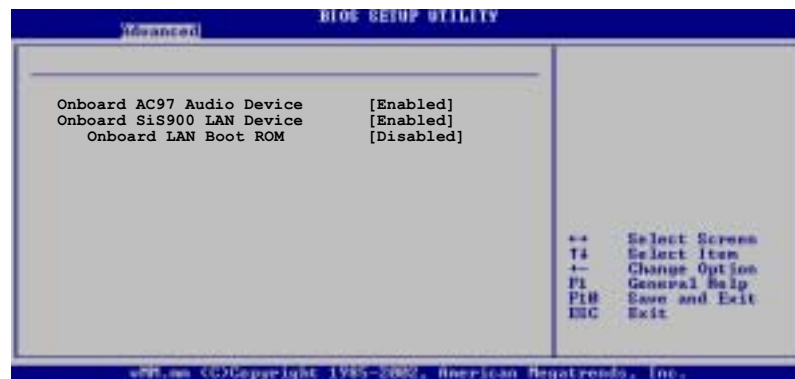 BIOS SETUP UTILITY
Advanced
Onboard AC97 Audio Device [Enabled]
Onboard SiS900 LAN Device [Enabled]
Onboard LAN Boot ROM [Disabled]
←→ Select Screen
↑↓ Select Item
+- Change Option
F1 General Help
F10 Save and Exit
ESC Exit
(C)Copyright 1985-2002, American Megatrends, Inc.